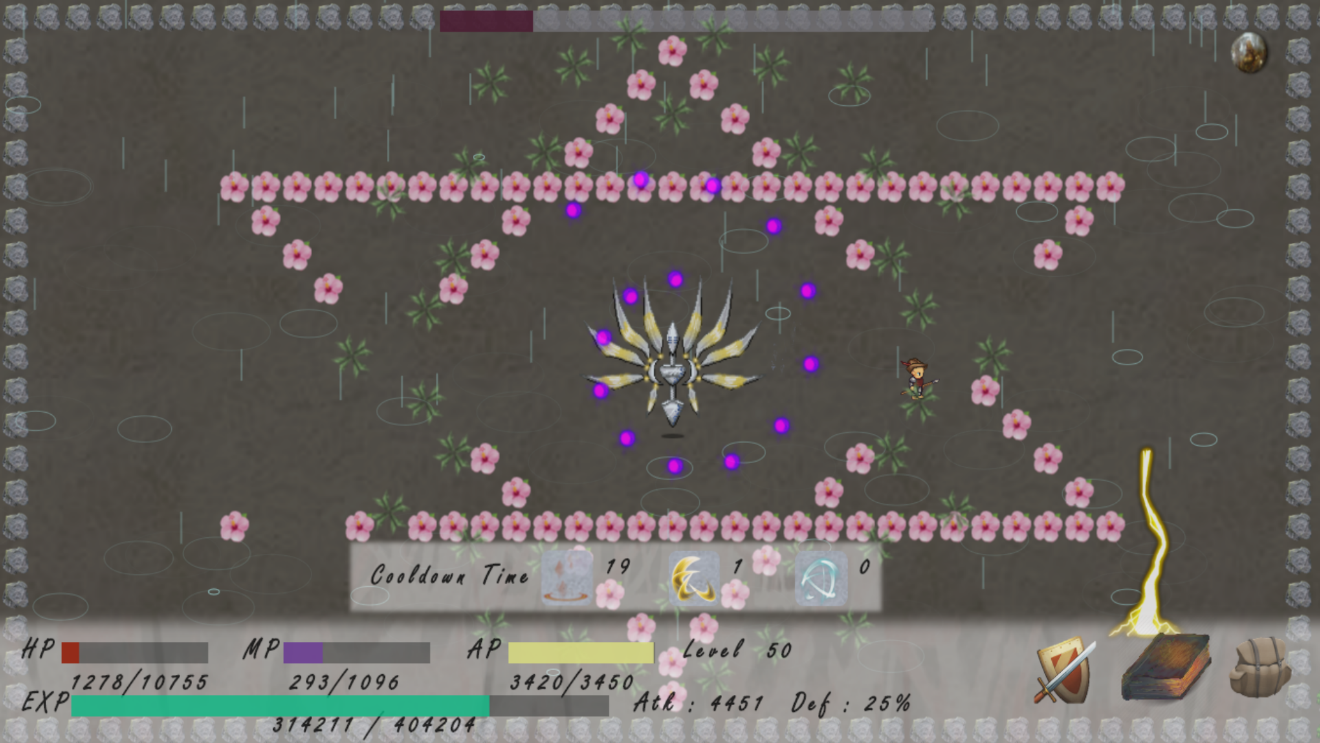 Cooldown Time 19 1 0
HP MP AP Level 50
1278/10755 293/1096 3420/3450
EXP Atk : 4451 Def : 25%
314211 / 404204